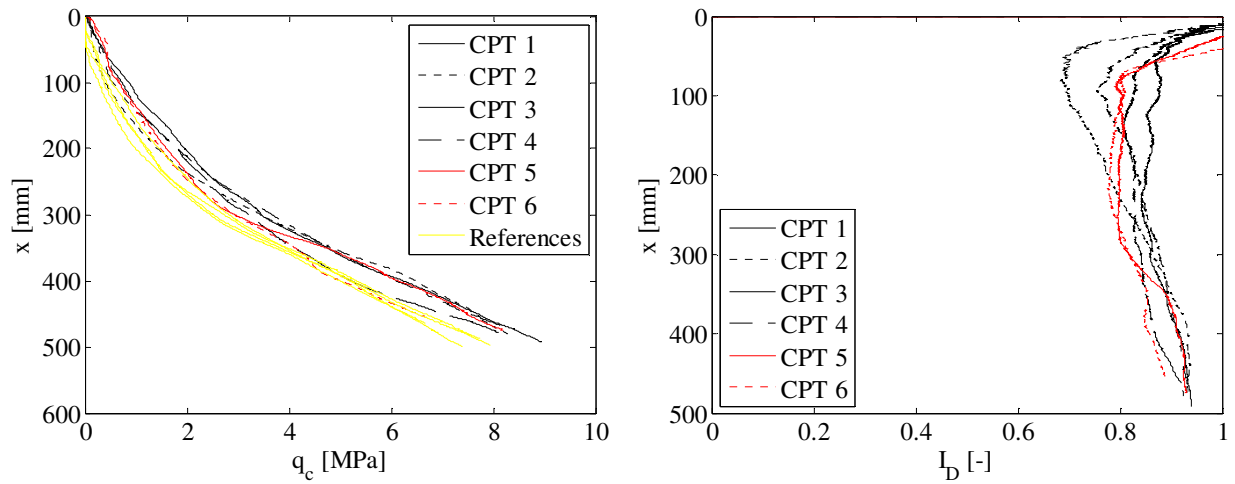 0
100
200
300
400
500
600
x [mm]
0
2
4
6
8
10
q_c [MPa]
CPT 1
CPT 2
CPT 3
CPT 4
CPT 5
CPT 6
References
0
100
200
300
400
500
x [mm]
0
0.2
0.4
0.6
0.8
1
I_D [-]
CPT 1
CPT 2
CPT 3
CPT 4
CPT 5
CPT 6